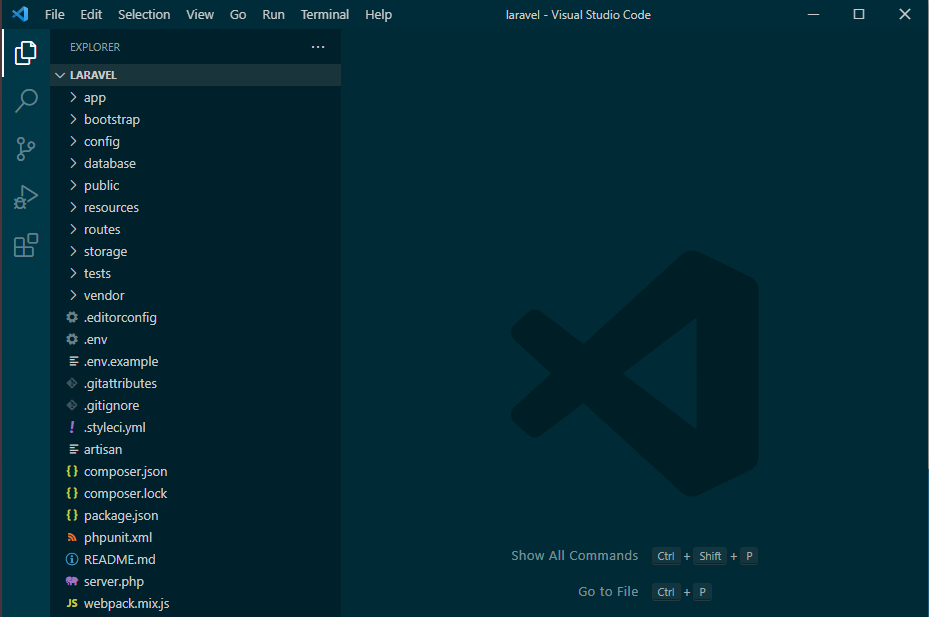 File Edit Selection View Go Run Terminal Help laravel - Visual Studio Code
EXPLORER
LARAVEL
app
bootstrap
config
database
public
resources
routes
storage
tests
vendor
.editorconfig
.env
.env.example
.gitattributes
.gitignore
.styleci.yml
artisan
composer.json
composer.lock
package.json
phpunit.xml
README.md
server.php
JS webpack.mix.js
Show All Commands Ctrl + Shift + P
Go to File Ctrl + P